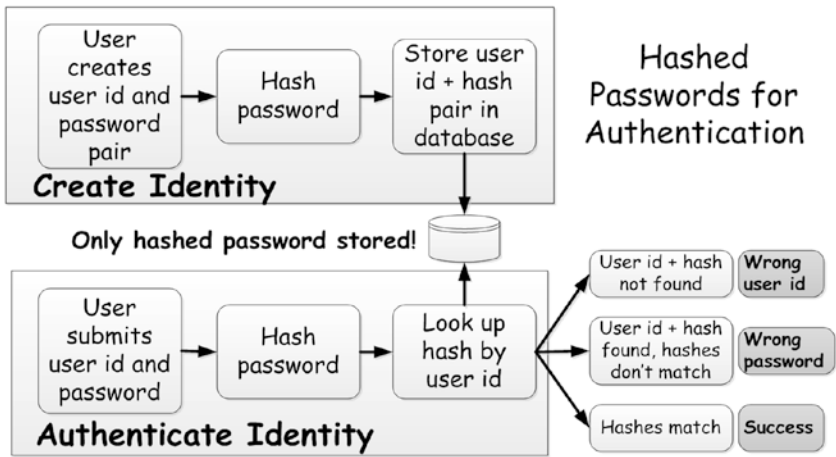 User
creates
user id and
password
pair
Hash
password
Store user
id + hash
pair in
database
Hashed
Passwords for
Authentication
Create Identity
Only hashed password stored!
User
submits
user id and
password
Hash
password
Look up
hash by
user id
User id + hash
not found
Wrong
user id
User id + hash
found, hashes
don't match
Wrong
password
Hashes match
Success
Authenticate Identity